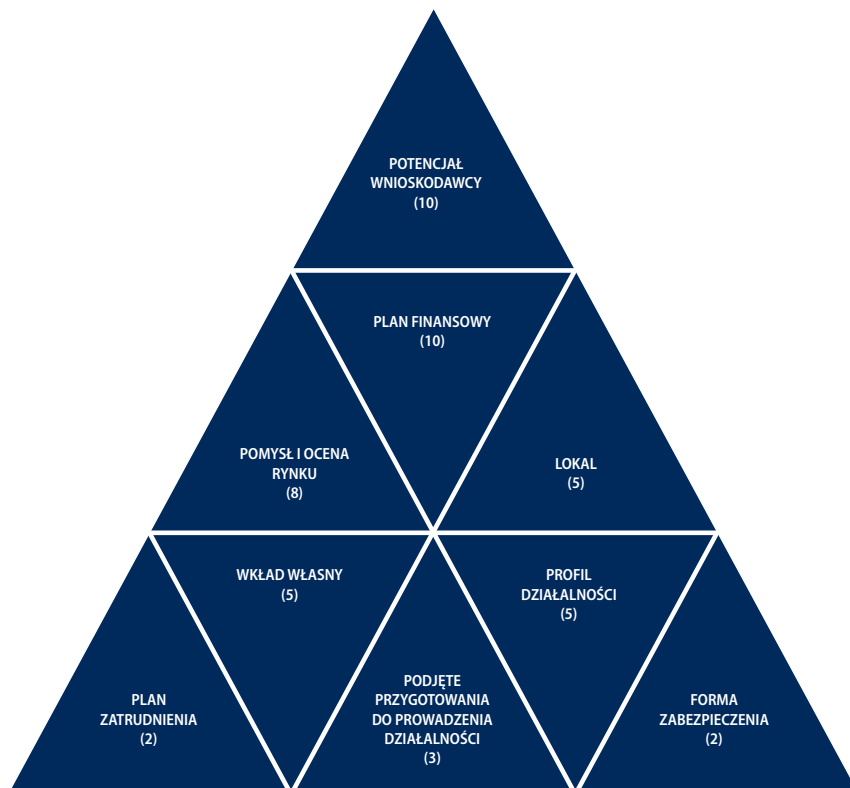 POTENCJAŁ
WNIOSKODAWCY
(10)
PLAN FINANSOWY
(10)
POMYSŁ I OCENA
RYNKU
(8)
LOKAL
(5)
WKŁAD WŁASNY
(5)
PROFIL
DZIAŁALNOŚCI
(5)
PLAN
ZATRUDNIENIA
(2)
PODJĘTE
PRZYGOTOWANIA
DO PROWADZENIA
DZIAŁALNOŚCI
(3)
FORMA
ZABEZPIECZENIA
(2)